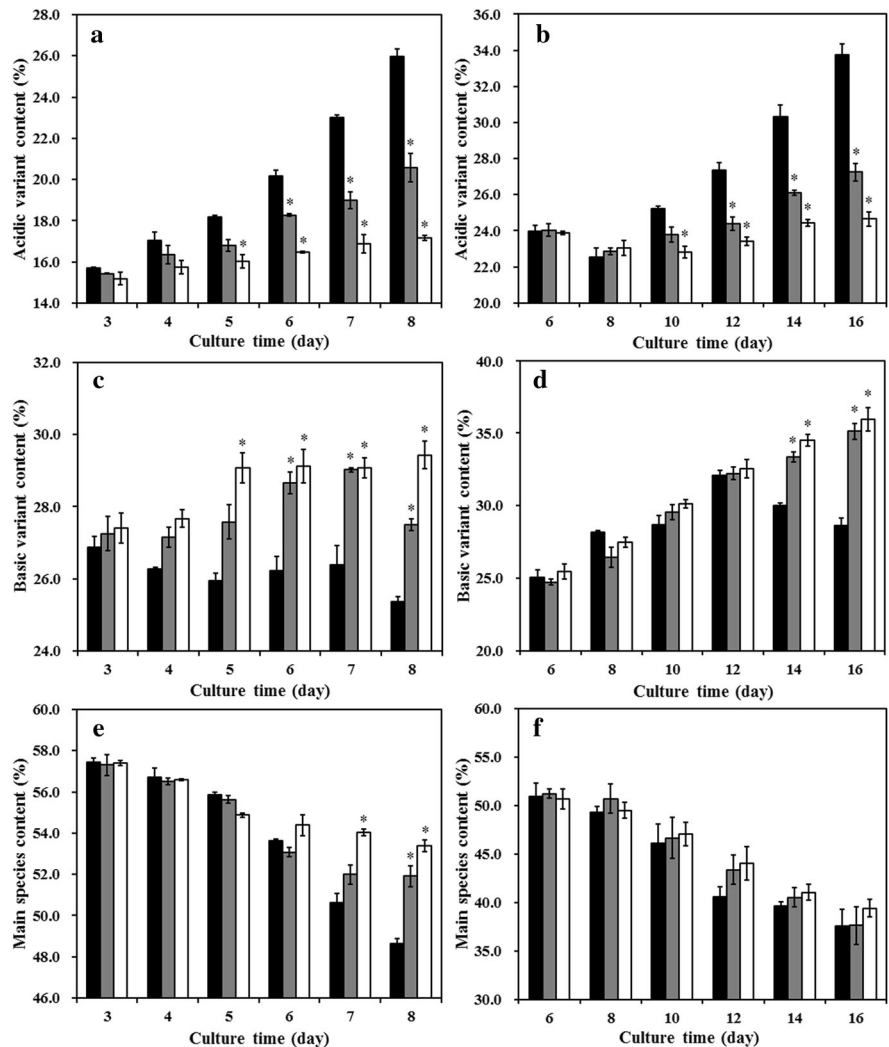 a
Acidic variant content (%)
28.0
26.0
24.0
22.0
20.0
18.0
16.0
14.0
* * * * * * *
3 4 5 6 7 8
Culture time (day)
b
Acidic variant content (%)
36.0
34.0
32.0
30.0
28.0
26.0
24.0
22.0
20.0
* * * * * * *
6 8 10 12 14 16
Culture time (day)
c
Basic variant content (%)
32.0
30.0
28.0
26.0
24.0
* * * * * * *
3 4 5 6 7 8
Culture time (day)
d
Basic variant content (%)
40.0
35.0
30.0
25.0
20.0
* * * *
6 8 10 12 14 16
Culture time (day)
e
Main species content (%)
60.0
58.0
56.0
54.0
52.0
50.0
48.0
46.0
* * *
3 4 5 6 7 8
Culture time (day)
f
Main species content (%)
60.0
55.0
50.0
45.0
40.0
35.0
30.0
6 8 10 12 14 16
Culture time (day)